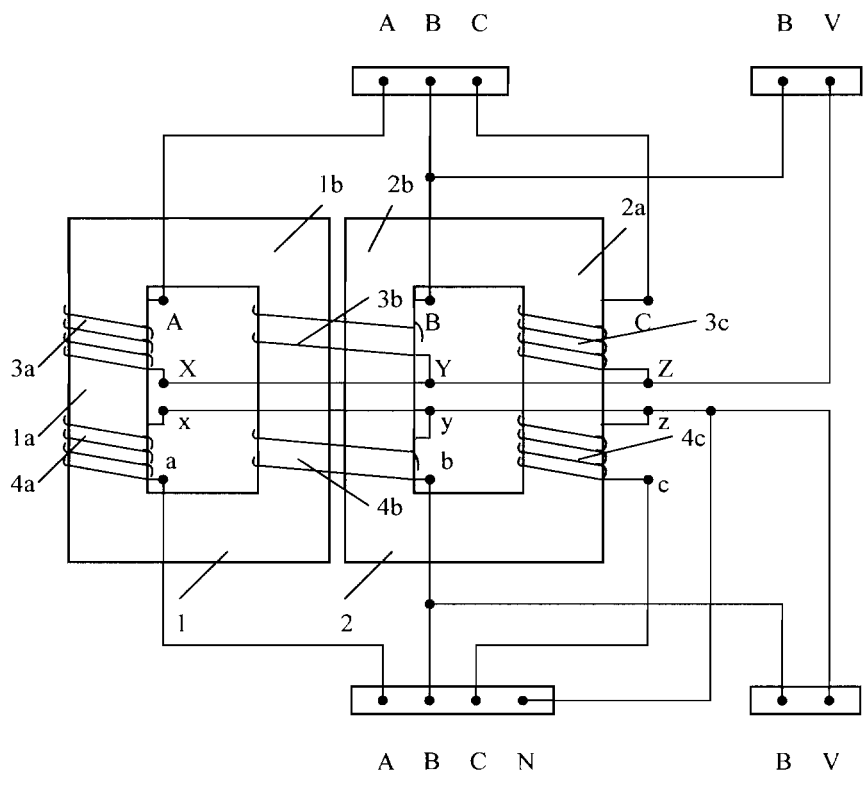 A B C B V
1b 2b 2a
A B C
3b 3c
3a X Y Z
x y z
1a a b 4c
4a 4b c
1 2
A B C N B V